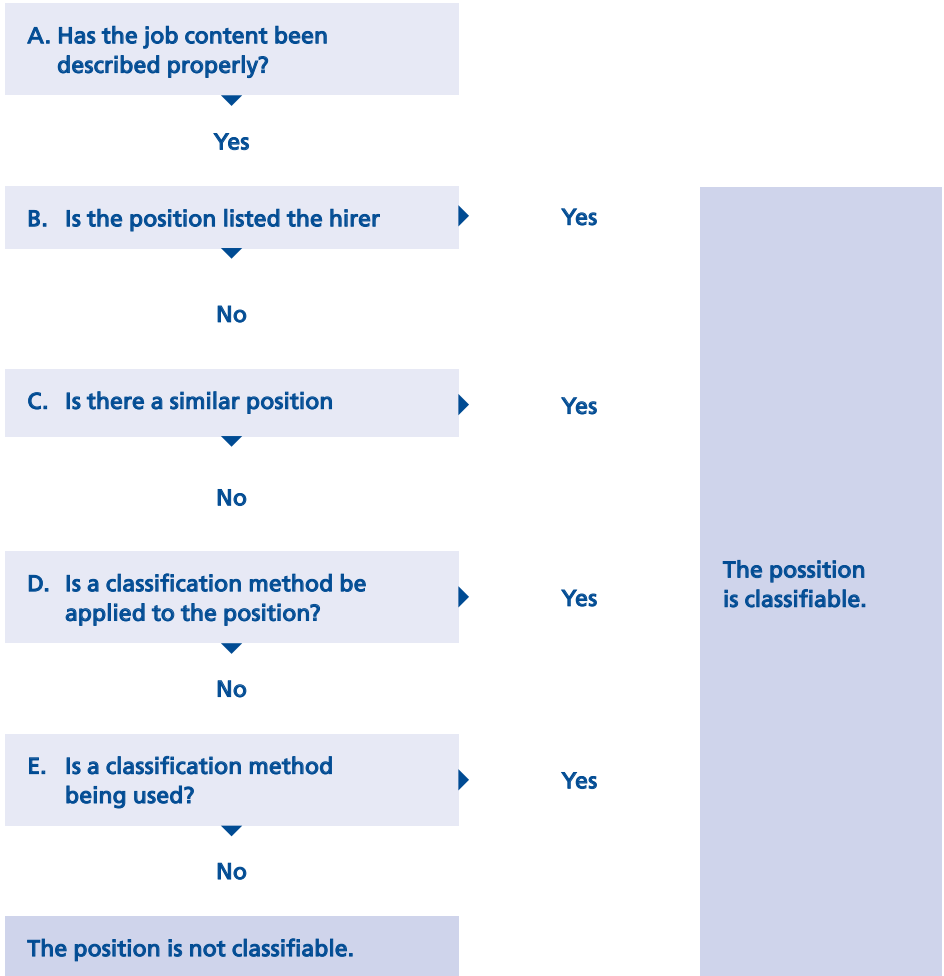 A. Has the job content been
described properly?
Yes
B. Is the position listed the hirer
Yes
No
C. Is there a similar position
Yes
No
D. Is a classification method be
applied to the position?
Yes
The possition
is classifiable.
No
E. Is a classification method
being used?
Yes
No
The position is not classifiable.